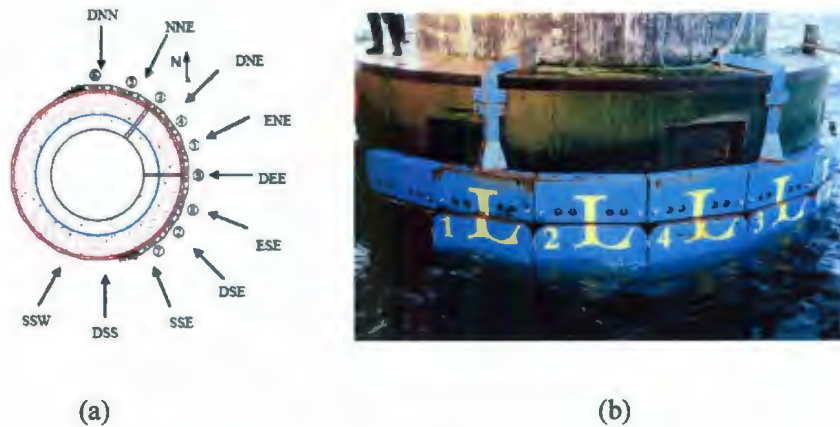 DNN
NNE
N
DNE
ENE
DEE
ESE
DSE
SSE
DSS
SSW
1 L 2 L 4 L 3 L
(a)
(b)